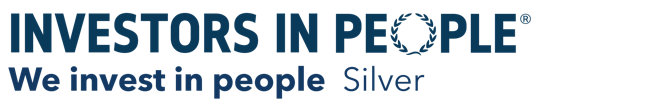 INVESTORS IN PEOPLE®
We invest in people Silver